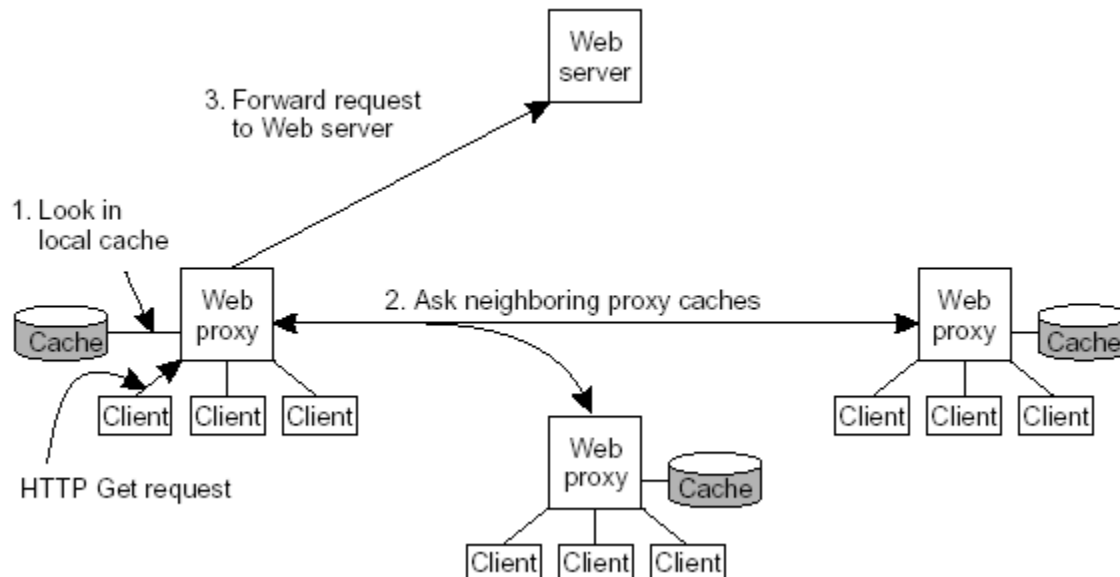 Web
server
3. Forward request
to Web server
1. Look in
local cache
Web
proxy
2. Ask neighboring proxy caches
Web
proxy
Cache
Cache
Client
Client
Client
Client
Client
Client
HTTP Get request
Web
proxy
Cache
Client
Client
Client